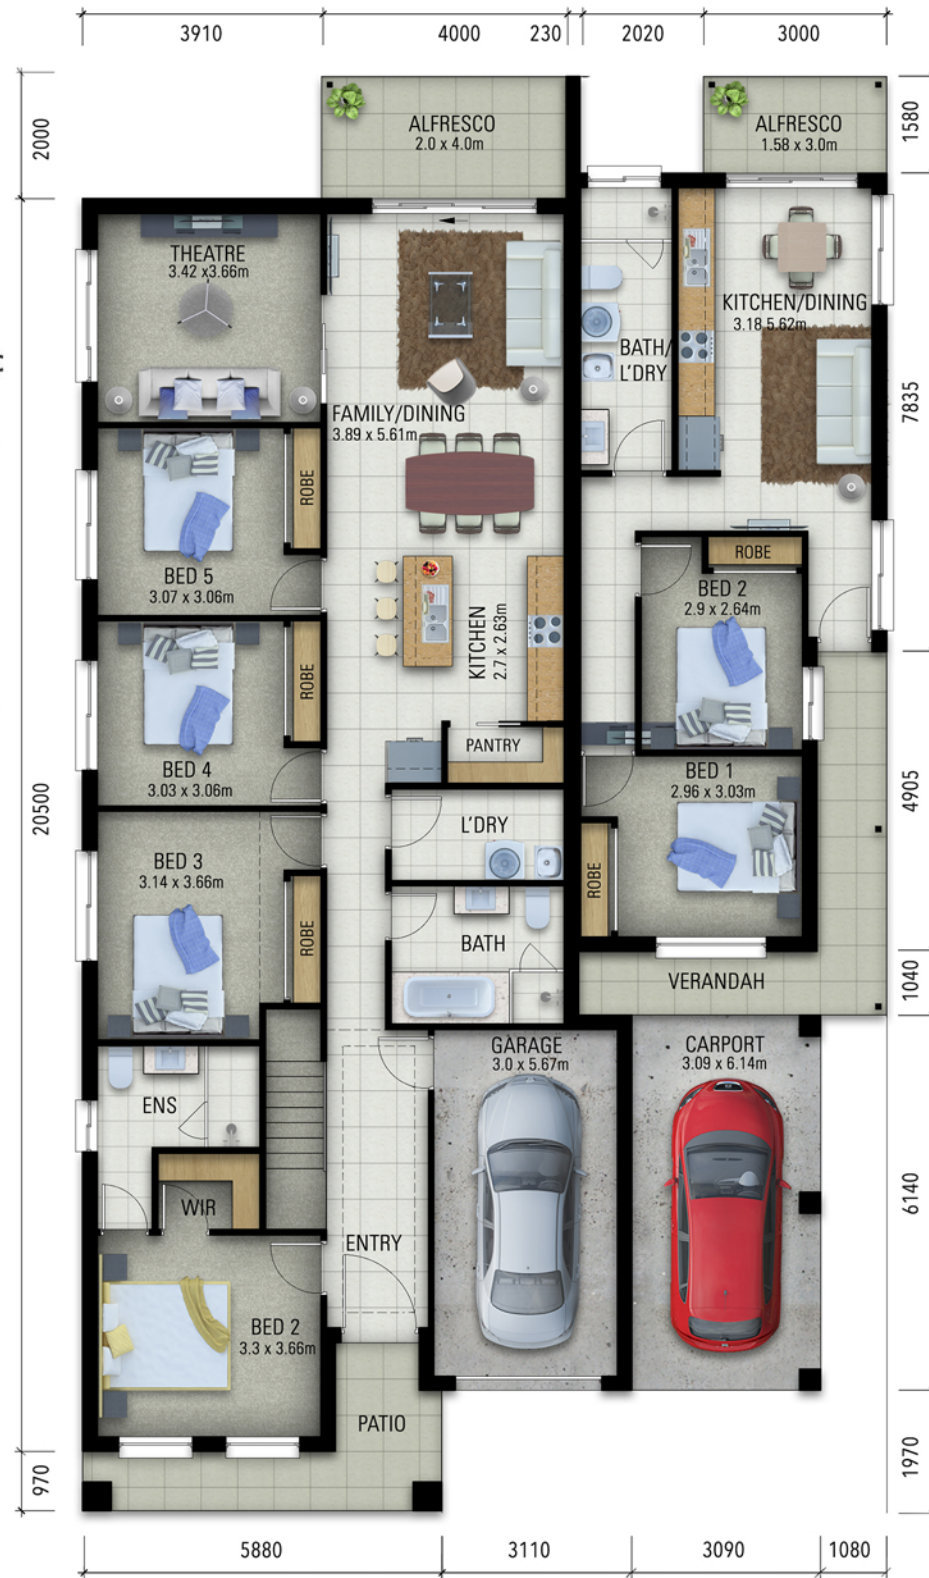 3910
4000
230
2020
3000
2000
1580
ALFRESCO
2.0 x 4.0m
ALFRESCO
1.58 x 3.0m
THEATRE
3.42 x3.66m
KITCHEN/DINING
3.18 5.62m
BATH/
L'DRY
7835
FAMILY/DINING
3.89 x 5.61m
ROBE
BED 5
3.07 x 3.06m
ROBE
BED 2
2.9 x 2.64m
KITCHEN
2.7 x 2.63m
ROBE
BED 4
3.03 x 3.06m
PANTRY
BED 1
2.96 x 3.03m
20500
4905
L'DRY
BED 3
3.14 x 3.66m
ROBE
ROBE
BATH
VERANDAH
1040
GARAGE
3.0 x 5.67m
CARPORT
3.09 x 6.14m
ENS
WIR
6140
ENTRY
BED 2
3.3 x 3.66m
PATIO
970
1970
5880
3110
3090
1080